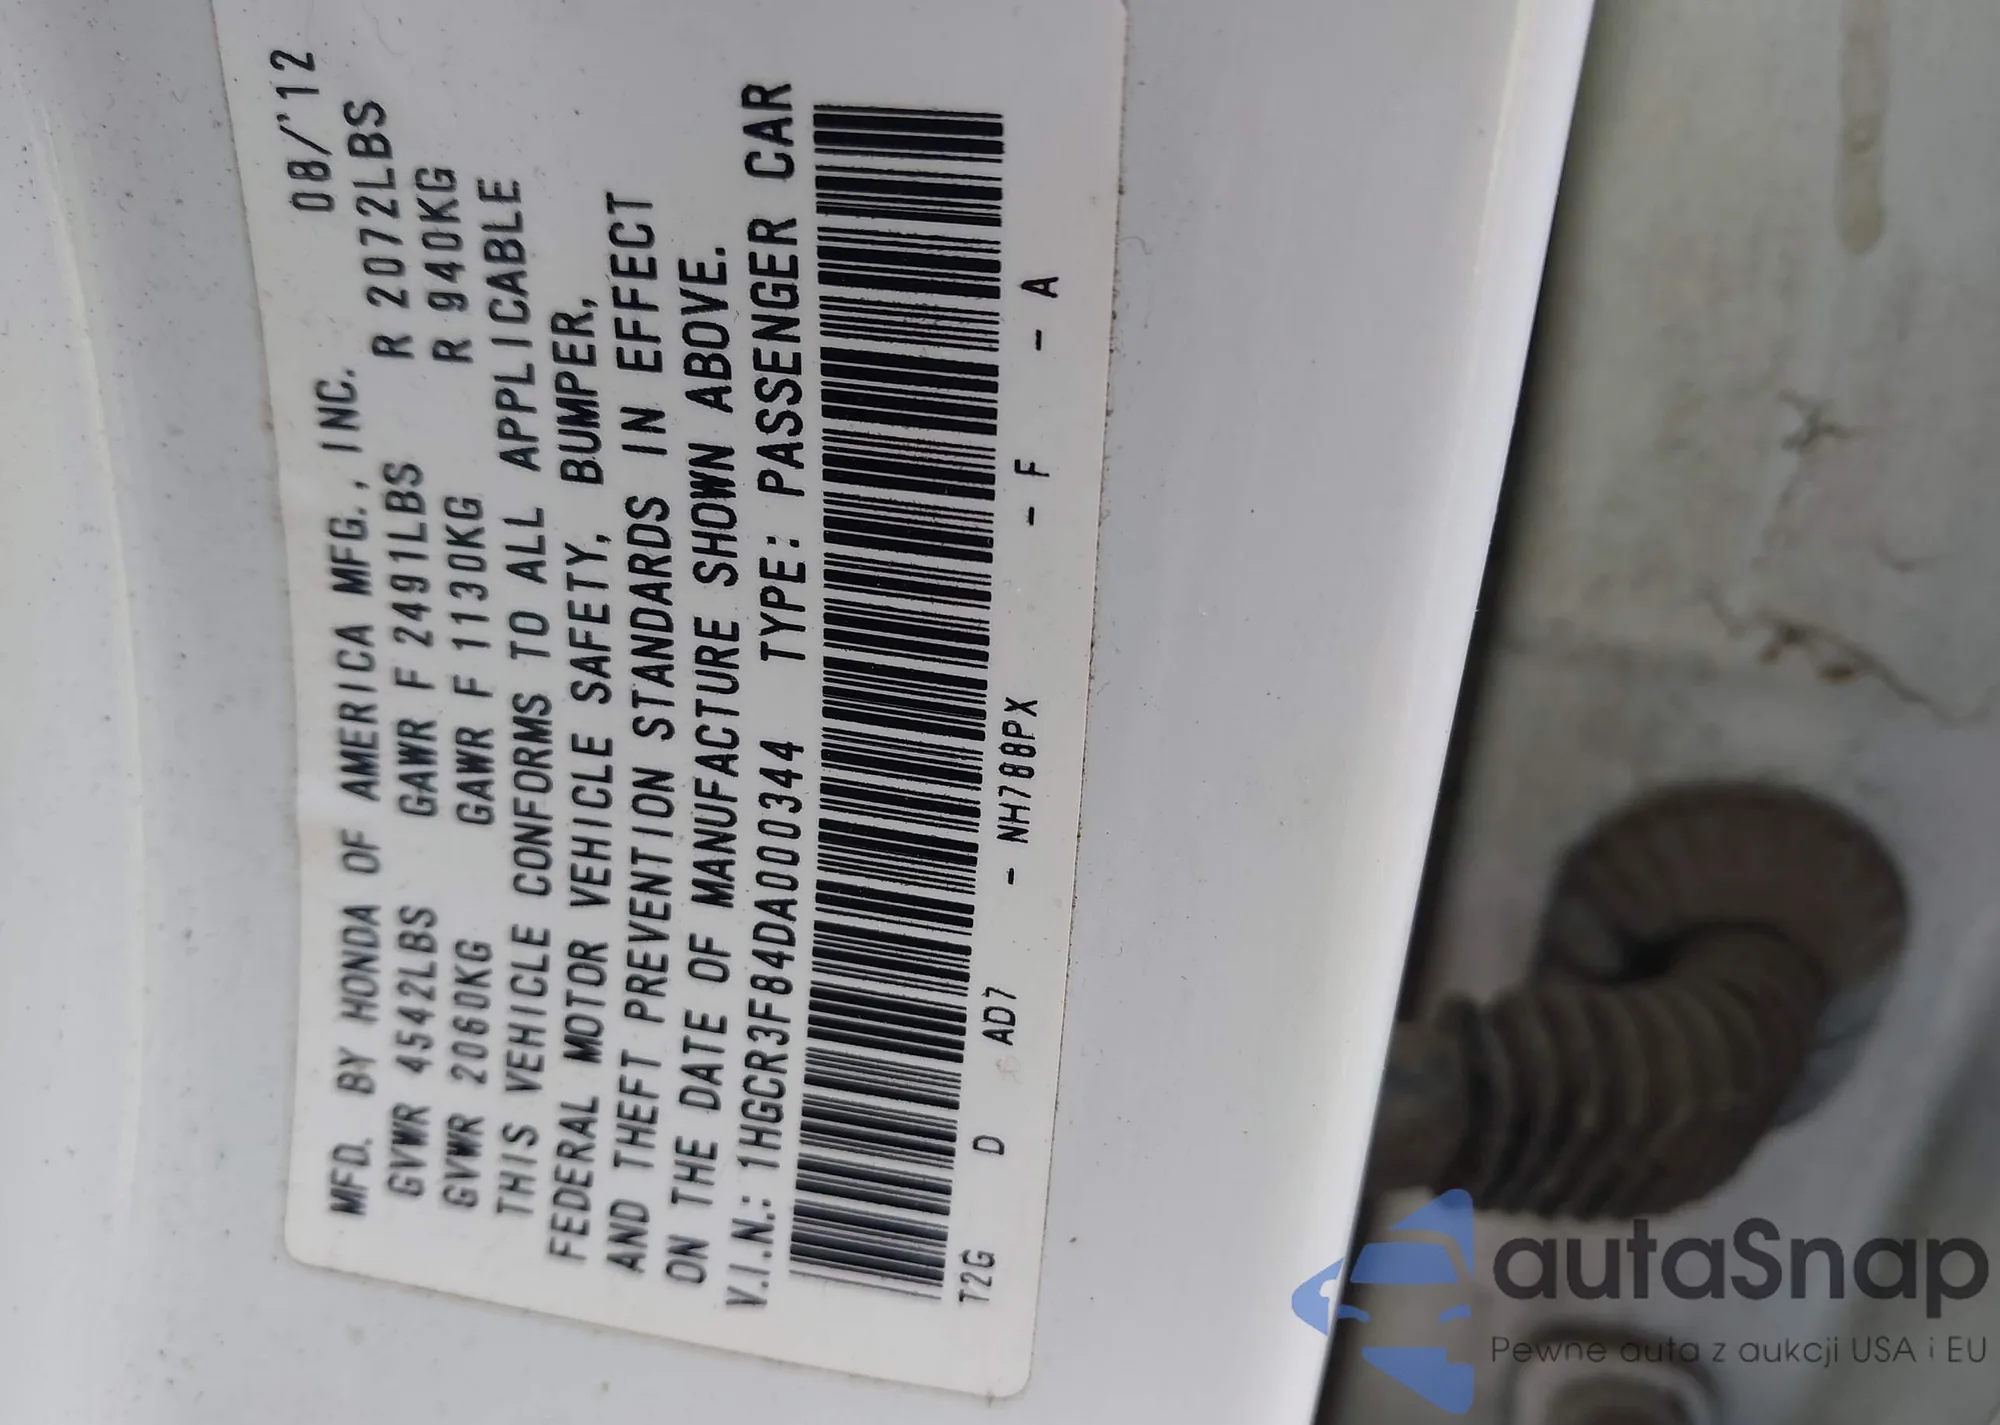 MFD. BY HONDA OF AMERICA MFG., INC. 08/'12
GVWR 4542LBS GAWR F 2491LBS R 2072LBS
GVWR 2060KG GAWR F 1130KG R 940KG
THIS VEHICLE CONFORMS TO ALL APPLICABLE
FEDERAL MOTOR VEHICLE SAFETY, BUMPER,
AND THEFT PREVENTION STANDARDS IN EFFECT
ON THE DATE OF MANUFACTURE SHOWN ABOVE.
V.I.N.: 1HGCR3F84DA000344 TYPE: PASSENGER CAR
T2G D AD7 - NH788PX - F - A
autaSnap
Pewne auta z aukcji USA i EU